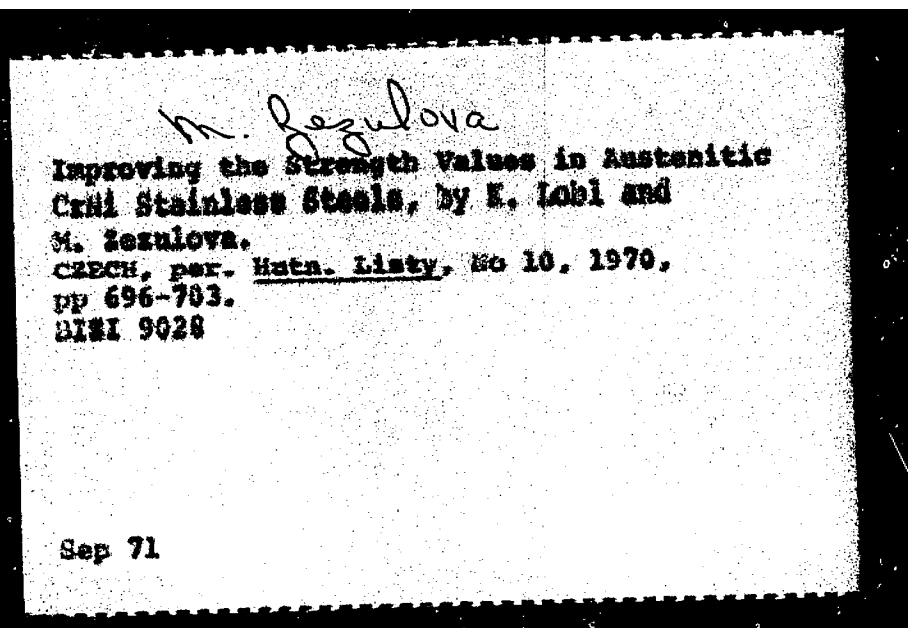 M. Zezulova
Improving the Strength Values in Austenitic
CrNi Stainless Steels, by K. Lobl and
M. Zezulova.
CZECH, per. Hutn. Listy, No 10, 1970,
pp 696-703.
BISI 9028
Sep 71